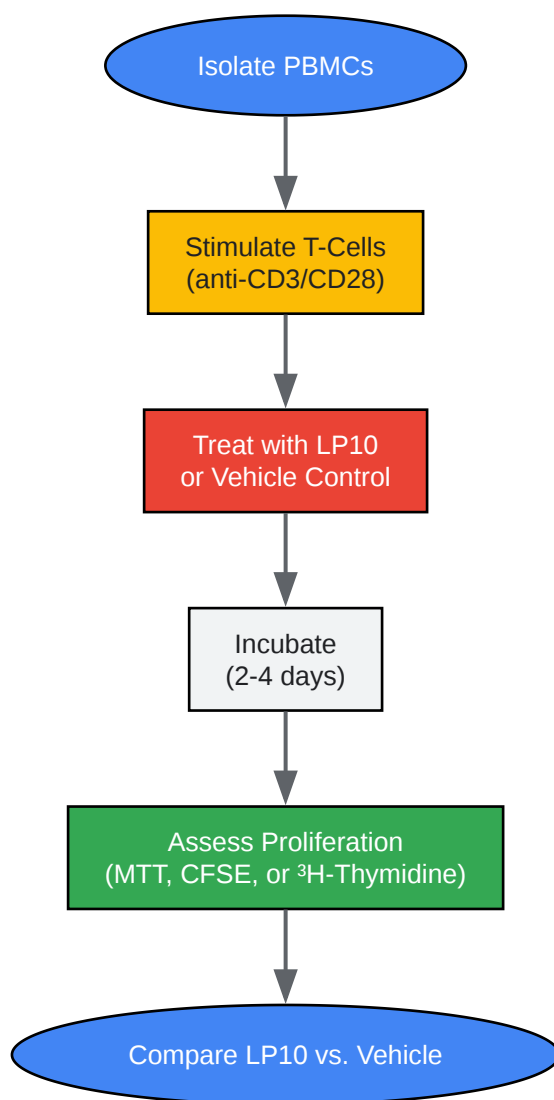 Isolate PBMCs
Stimulate T-Cells
(anti-CD3/CD28)
Treat with LP10
or Vehicle Control
Incubate
(2-4 days)
Assess Proliferation
(MTT, CFSE, or ³H-Thymidine)
Compare LP10 vs. Vehicle